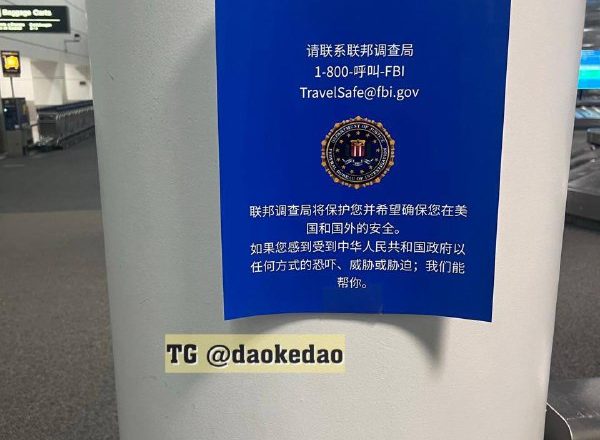 Baggage Carts
请联系联邦调查局
1-800-呼叫-FBI
TravelSafe@fbi.gov
联邦调查局将保护您并希望确保您在美
国和国外的安全。
如果您感到受到中华人民共和国政府以
任何方式的恐吓、威胁或胁迫；我们能
帮你。
TG @daokedao